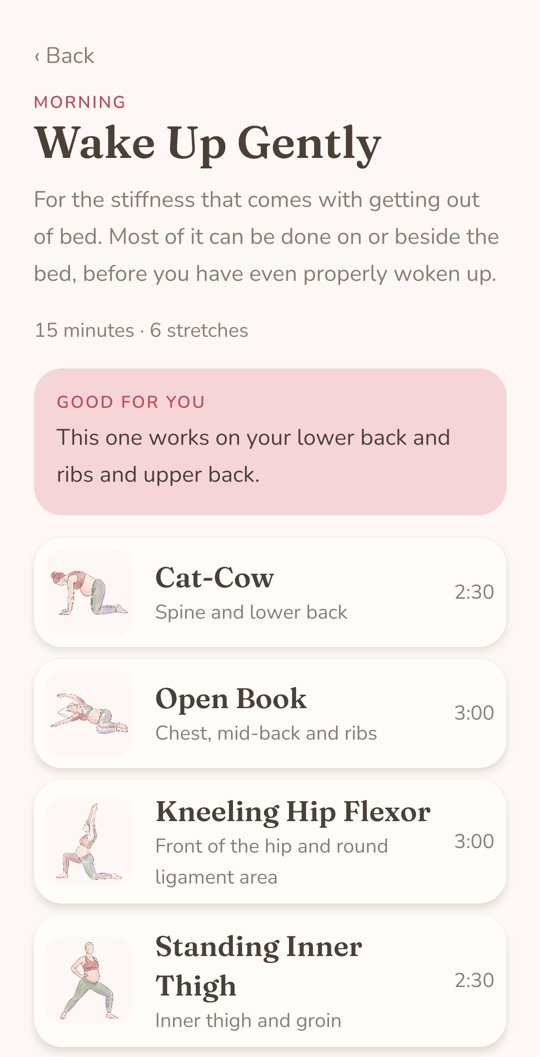 ‹ Back
MORNING
Wake Up Gently
For the stiffness that comes with getting out
of bed. Most of it can be done on or beside the
bed, before you have even properly woken up.
15 minutes · 6 stretches
GOOD FOR YOU
This one works on your lower back and
ribs and upper back.
Cat-Cow
Spine and lower back
2:30
Open Book
Chest, mid-back and ribs
3:00
Kneeling Hip Flexor
Front of the hip and round
ligament area
3:00
Standing Inner
Thigh
Inner thigh and groin
2:30